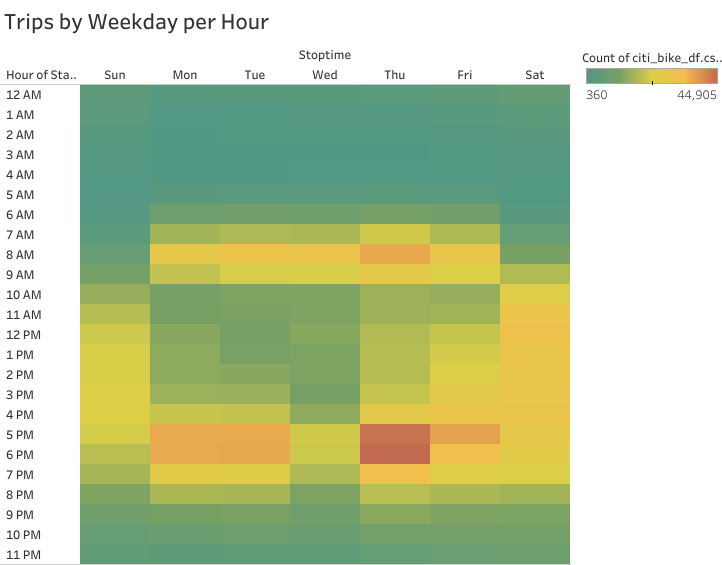 Trips by Weekday per Hour
Stoptime
Hour of Sta.. Sun Mon Tue Wed Thu Fri Sat
12 AM
1 AM
2 AM
3 AM
4 AM
5 AM
6 AM
7 AM
8 AM
9 AM
10 AM
11 AM
12 PM
1 PM
2 PM
3 PM
4 PM
5 PM
6 PM
7 PM
8 PM
9 PM
10 PM
11 PM
Count of citi_bike_df.cs..
360 44,905